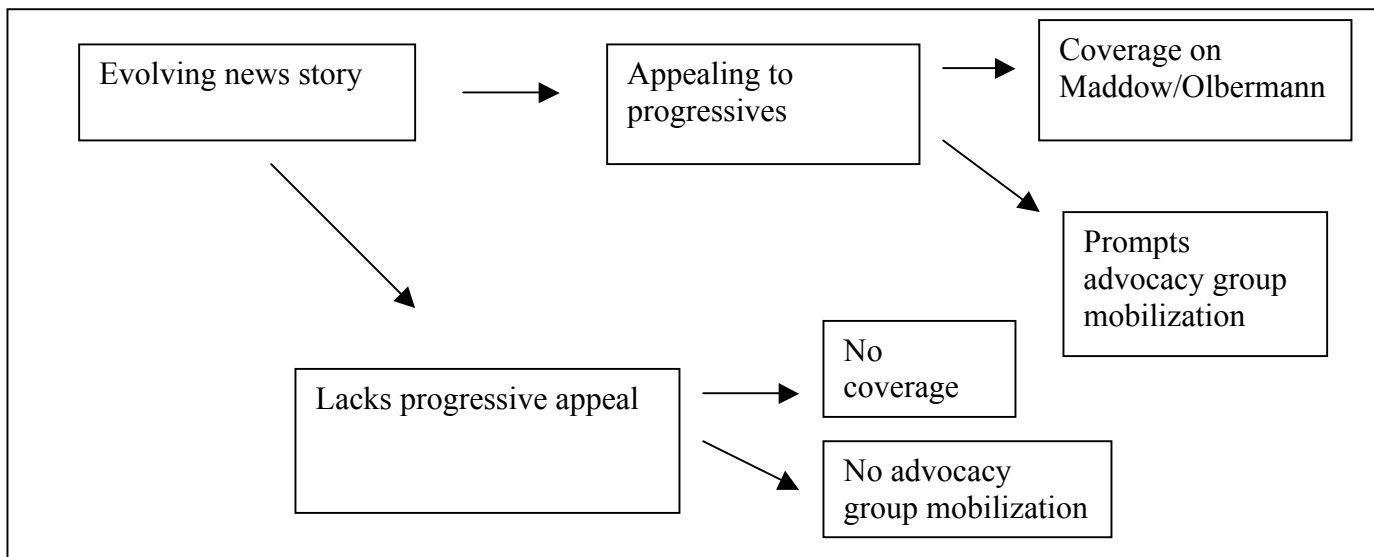 Evolving news story
Appealing to
progressives
Coverage on
Maddow/Olbermann
Prompts
advocacy group
mobilization
Lacks progressive appeal
No
coverage
No advocacy
group mobilization